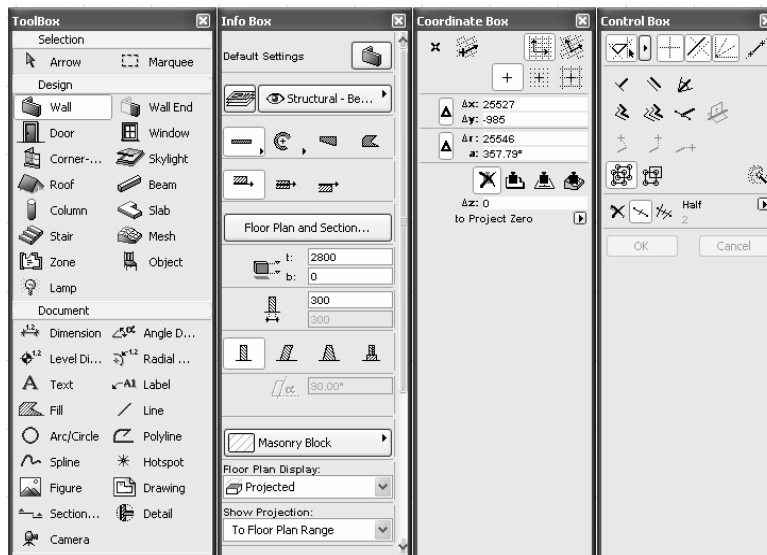 ToolBox
Selection
Arrow Marquee
Design
Wall Wall End
Door Window
Corner-... Skylight
Roof Beam
Column Slab
Stair Mesh
Zone Object
Lamp
Document
Dimension Angle D...
Level Di... Radial ...
Text Label
Fill Line
Arc/Circle Polyline
Spline Hotspot
Figure Drawing
Section... Detail
Camera
Info Box
Default Settings
Structural - Be...
Floor Plan and Section...
t: 2800
b: 0
300
300
α 90.00°
Masonry Block
Floor Plan Display:
Projected
Show Projection:
To Floor Plan Range
Coordinate Box
Δx: 25527
Δy: -985
Δr: 25546
a: 357.79°
Δz: 0
to Project Zero
Control Box
Half
2
OK Cancel